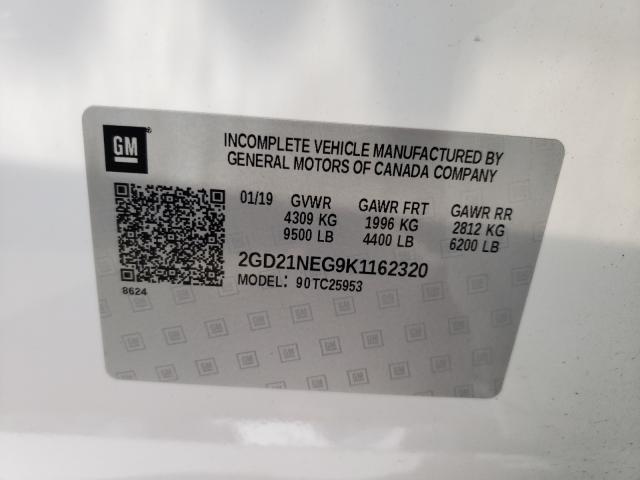 GM
INCOMPLETE VEHICLE MANUFACTURED BY
GENERAL MOTORS OF CANADA COMPANY
01/19 GVWR GAWR FRT GAWR RR
4309 KG 1996 KG 2812 KG
9500 LB 4400 LB 6200 LB
2GD21NEG9K1162320
MODEL: 90TC25953
8624